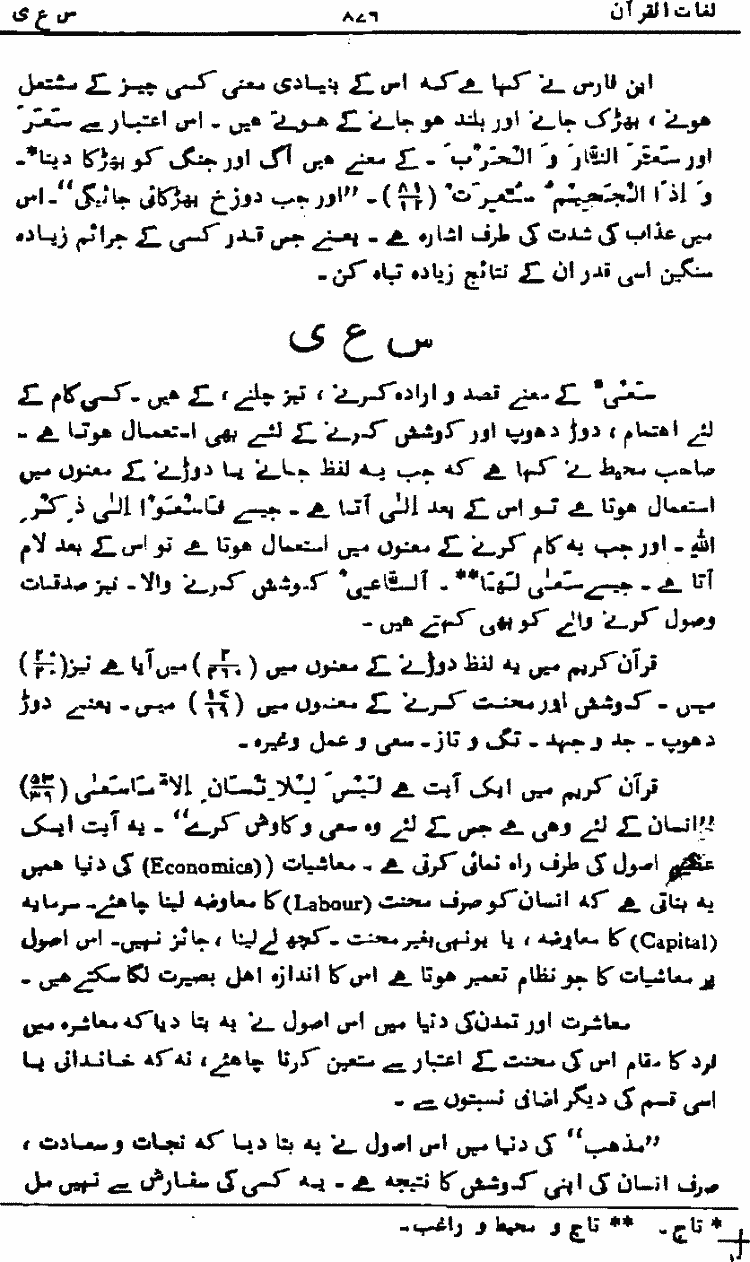 لغات القرآن ۸۷٦ س ع ی
ابن فارس نے کہا ہے کہ اس کے بنیادی معنی کسی چیز کے مشتعل
ہونے ، بھڑک جانے اور بلند ہو جانے کے ہوتے ہیں ۔ اس اعتبار سے سَعَّرَ
اور سَعَّرَ النَّارَ وَ الْحَرْبَ ۔ کے معنے ہیں آگ اور جنگ کو بھڑکا دینا*۔
وَ اِذَا الْجَحِیْمُ سُعِّرَتْ (۸۱/۱۲) ۔ ”اور جب دوزخ بھڑکائی جائیگی“ ۔ اس
میں عذاب کی شدت کی طرف اشارہ ہے ۔ یعنے جس قدر کسی کے جرائم زیادہ
سنگین اسی قدر ان کے نتائج زیادہ تباہ کن ۔
س ع ی
سَعْیٌ کے معنے قصد و ارادہ کرنے ، تیز چلنے ، کے ہیں ۔ کسی کام کے
لئے اہتمام ، دوڑ دھوپ اور کوشش کرنے کے لئے بھی استعمال ہوتا ہے ۔
صاحب محیط نے کہا ہے کہ جب یہ لفظ جانے یا دوڑنے کے معنوں میں
استعمال ہوتا ہے تو اس کے بعد اِلٰی آتا ہے ۔ جیسے فَاسْعَوْا اِلٰی ذِکْرِ
اللہِ ۔ اور جب یہ کام کرنے کے معنوں میں استعمال ہوتا ہے تو اس کے بعد لام
آتا ہے ۔ جیسے سَعٰی لَهَا** ۔ اَلسَّاعِیْ کوشش کرنے والا ۔ نیز صدقات
وصول کرنے والے کو بھی کہتے ہیں ۔
قرآن کریم میں یہ لفظ دوڑنے کے معنوں میں (۲/۲٦۰) میں آیا ہے نیز (۲۰/۲۰)
میں ۔ کوشش اور محنت کرنے کے معنوں میں (۱۷/۱۹) میں ۔ یعنے دوڑ
دھوپ ۔ جد و جہد ۔ تگ و تاز ۔ سعی و عمل وغیرہ ۔
قرآن کریم میں ایک آیت ہے لَیْسَ لِلْاِنْسَانِ اِلَّا مَا سَعٰی (۵۳/۳۹)
”انسان کے لئے وہی ہے جس کے لئے وہ سعی و کاوش کرے“ ۔ یہ آیت ایک
عظیم اصول کی طرف راہ نمائی کرتی ہے ۔ معاشیات ((Economics) کی دنیا ہمیں
یہ بتاتی ہے کہ انسان کو صرف محنت (Labour) کا معاوضہ لینا چاہئے ۔ سرمایہ
(Capital) کا معاوضہ ، یا یونہی بغیر محنت ۔ کچھ لے لینا ، جائز نہیں ۔ اس اصول
پر معاشیات کا جو نظام تعمیر ہوتا ہے اس کا اندازہ اہل بصیرت لگا سکتے ہیں ۔
معاشرت اور تمدن کی دنیا میں اس اصول نے یہ بتا دیا کہ معاشرہ میں
فرد کا مقام اس کی محنت کے اعتبار سے متعین کرنا چاہئے ، نہ کہ خاندانی یا
اسی قسم کی دیگر اضافی نسبتوں سے ۔
”مذہب“ کی دنیا میں اس اصول نے یہ بتا دیا کہ نجات و سعادت ،
صرف انسان کی اپنی کوشش کا نتیجہ ہے ۔ یہ کسی کی سفارش سے نہیں مل
* تاج ۔ ** تاج و محیط و راغب ۔